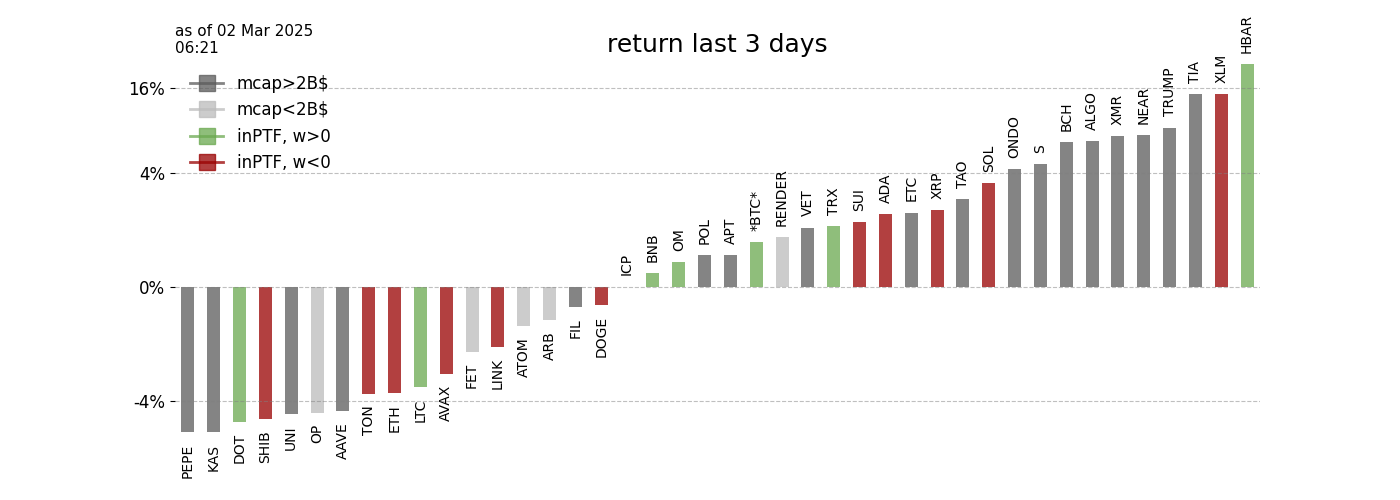 as of 02 Mar 2025
06:21
return last 3 days
mcap>2B$
mcap<2B$
inPTF, w>0
inPTF, w<0
16%
4%
0%
-4%
PEPE
KAS
DOT
SHIB
UNI
OP
AAVE
TON
ETH
LTC
AVAX
FET
LINK
ATOM
ARB
FIL
DOGE
ICP
BNB
OM
POL
APT
*BTC*
RENDER
VET
TRX
SUI
ADA
ETC
XRP
TAO
SOL
ONDO
S
BCH
ALGO
XMR
NEAR
TRUMP
TIA
XLM
HBAR